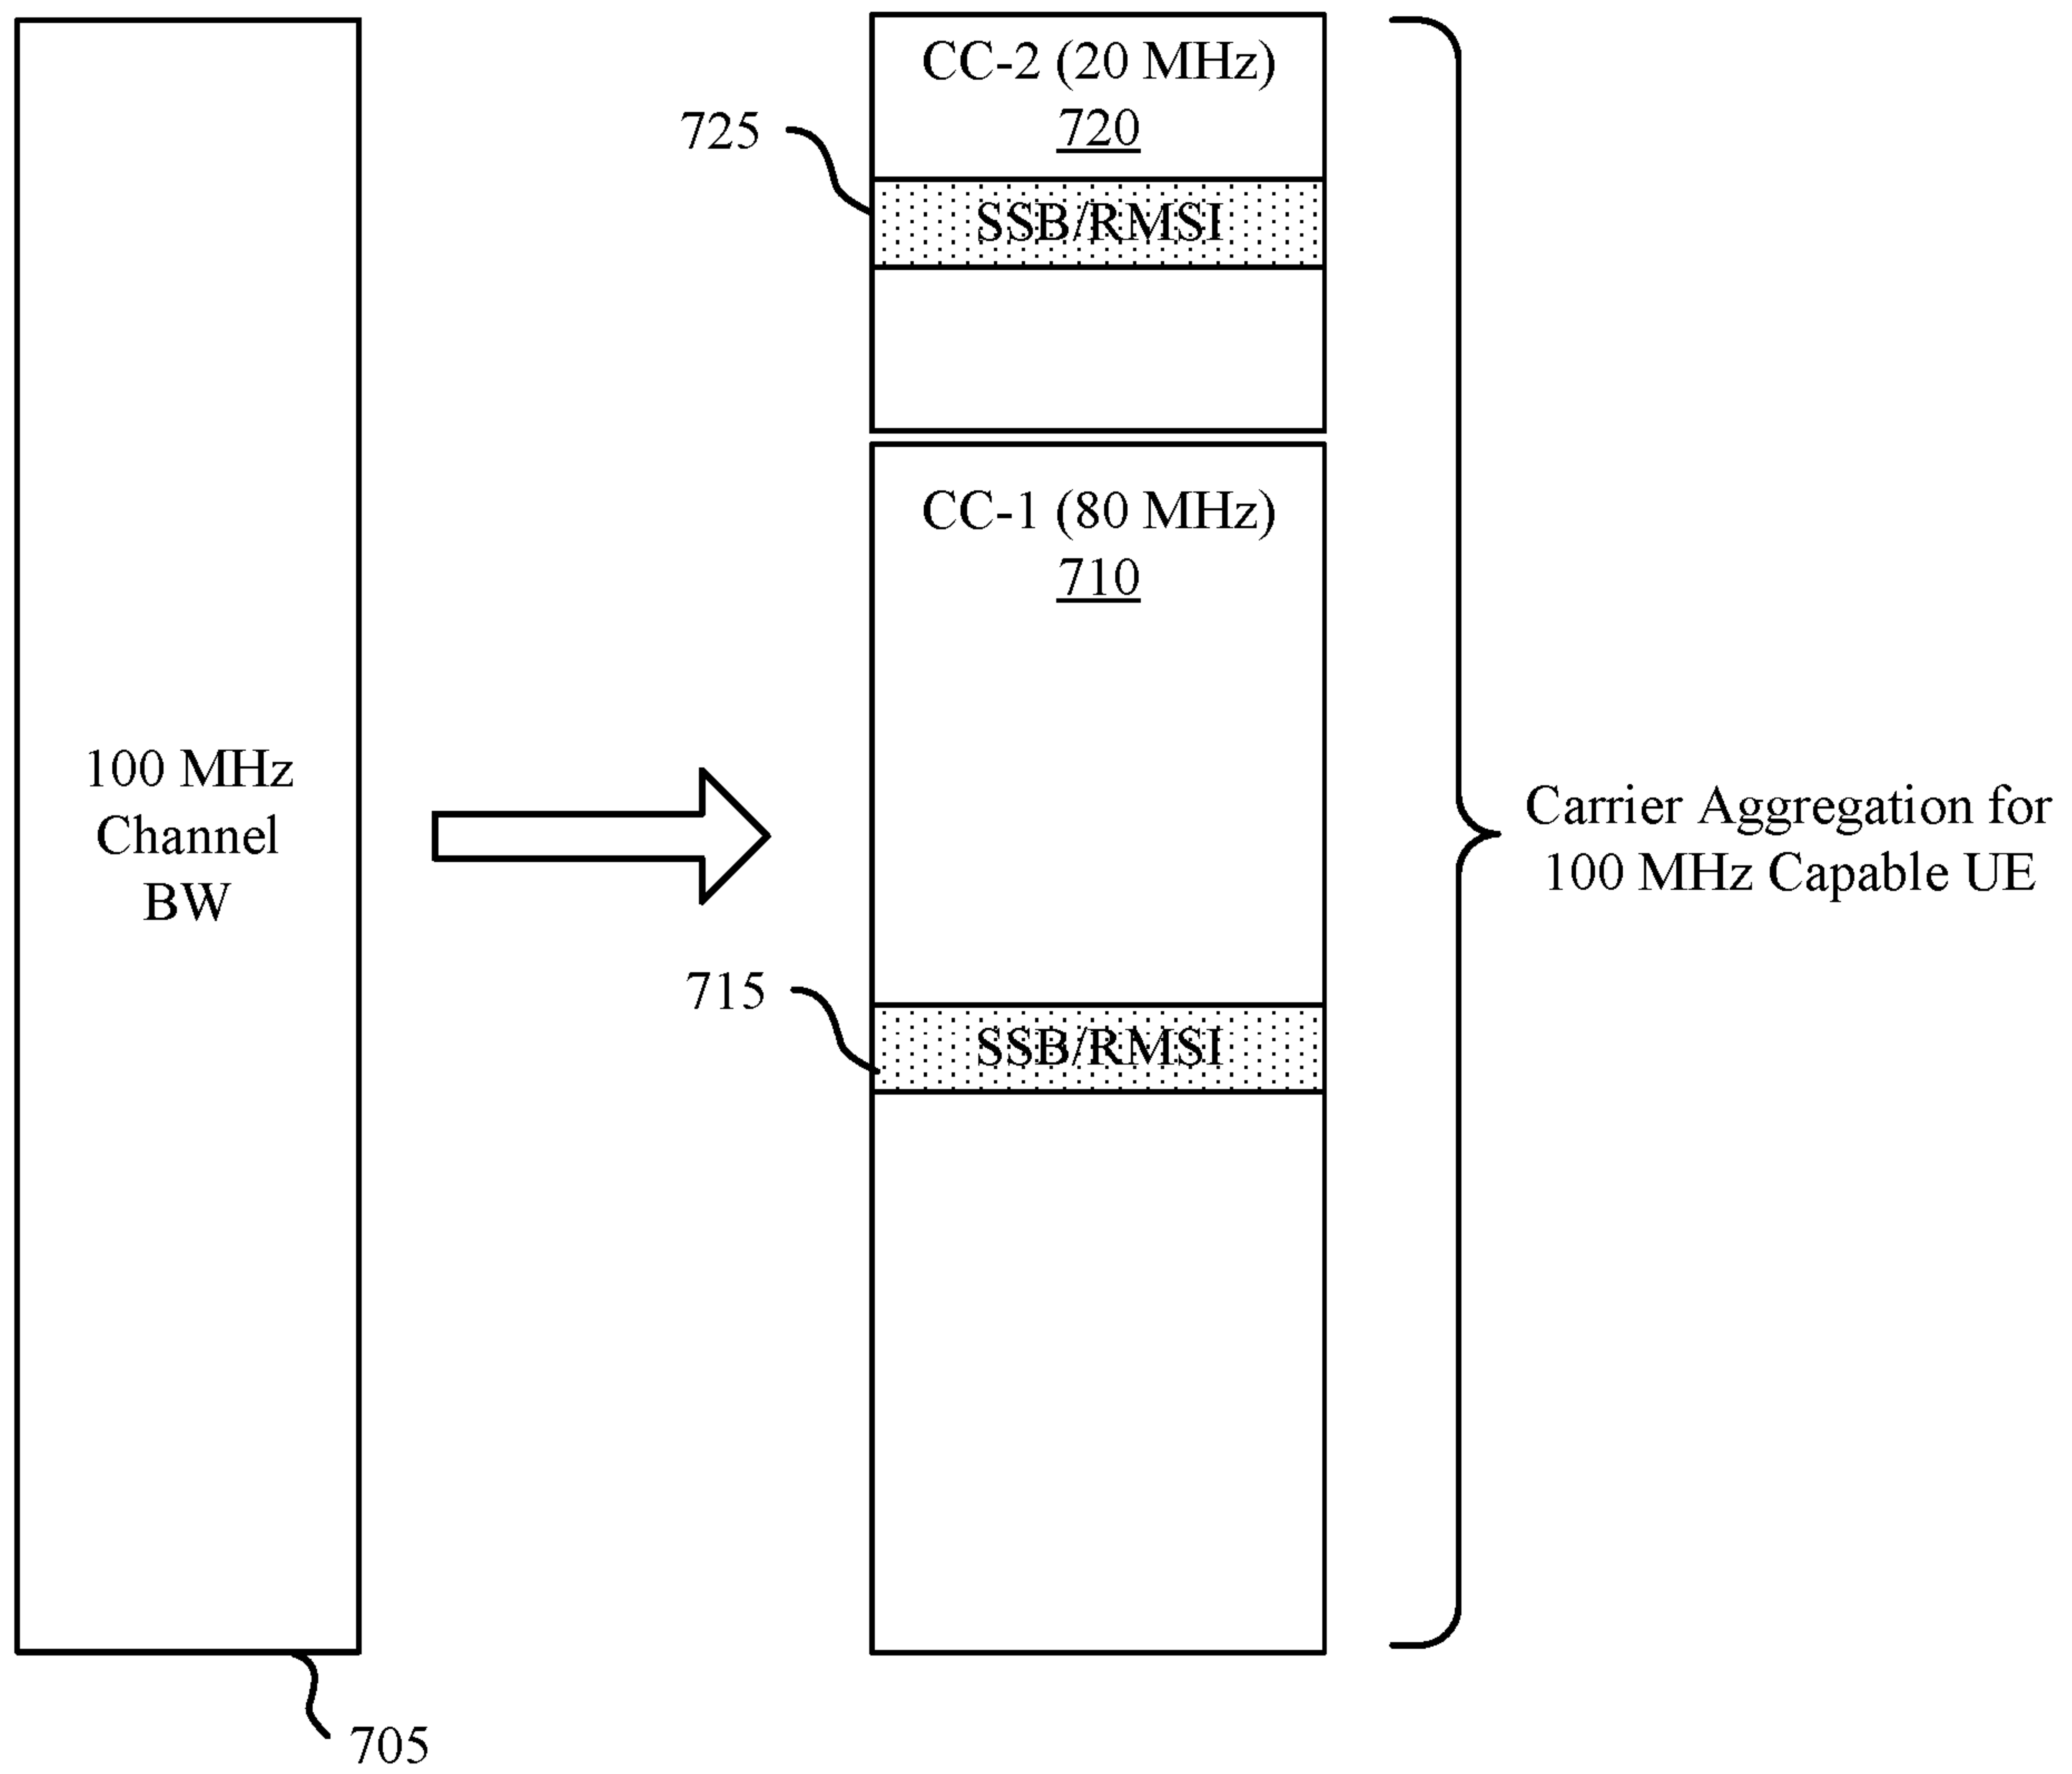 CC-2 (20 MHz)
720
725
SSB/RMSI
CC-1 (80 MHz)
710
100 MHz
Channel
BW
Carrier Aggregation for
100 MHz Capable UE
715
SSB/RMSI
705